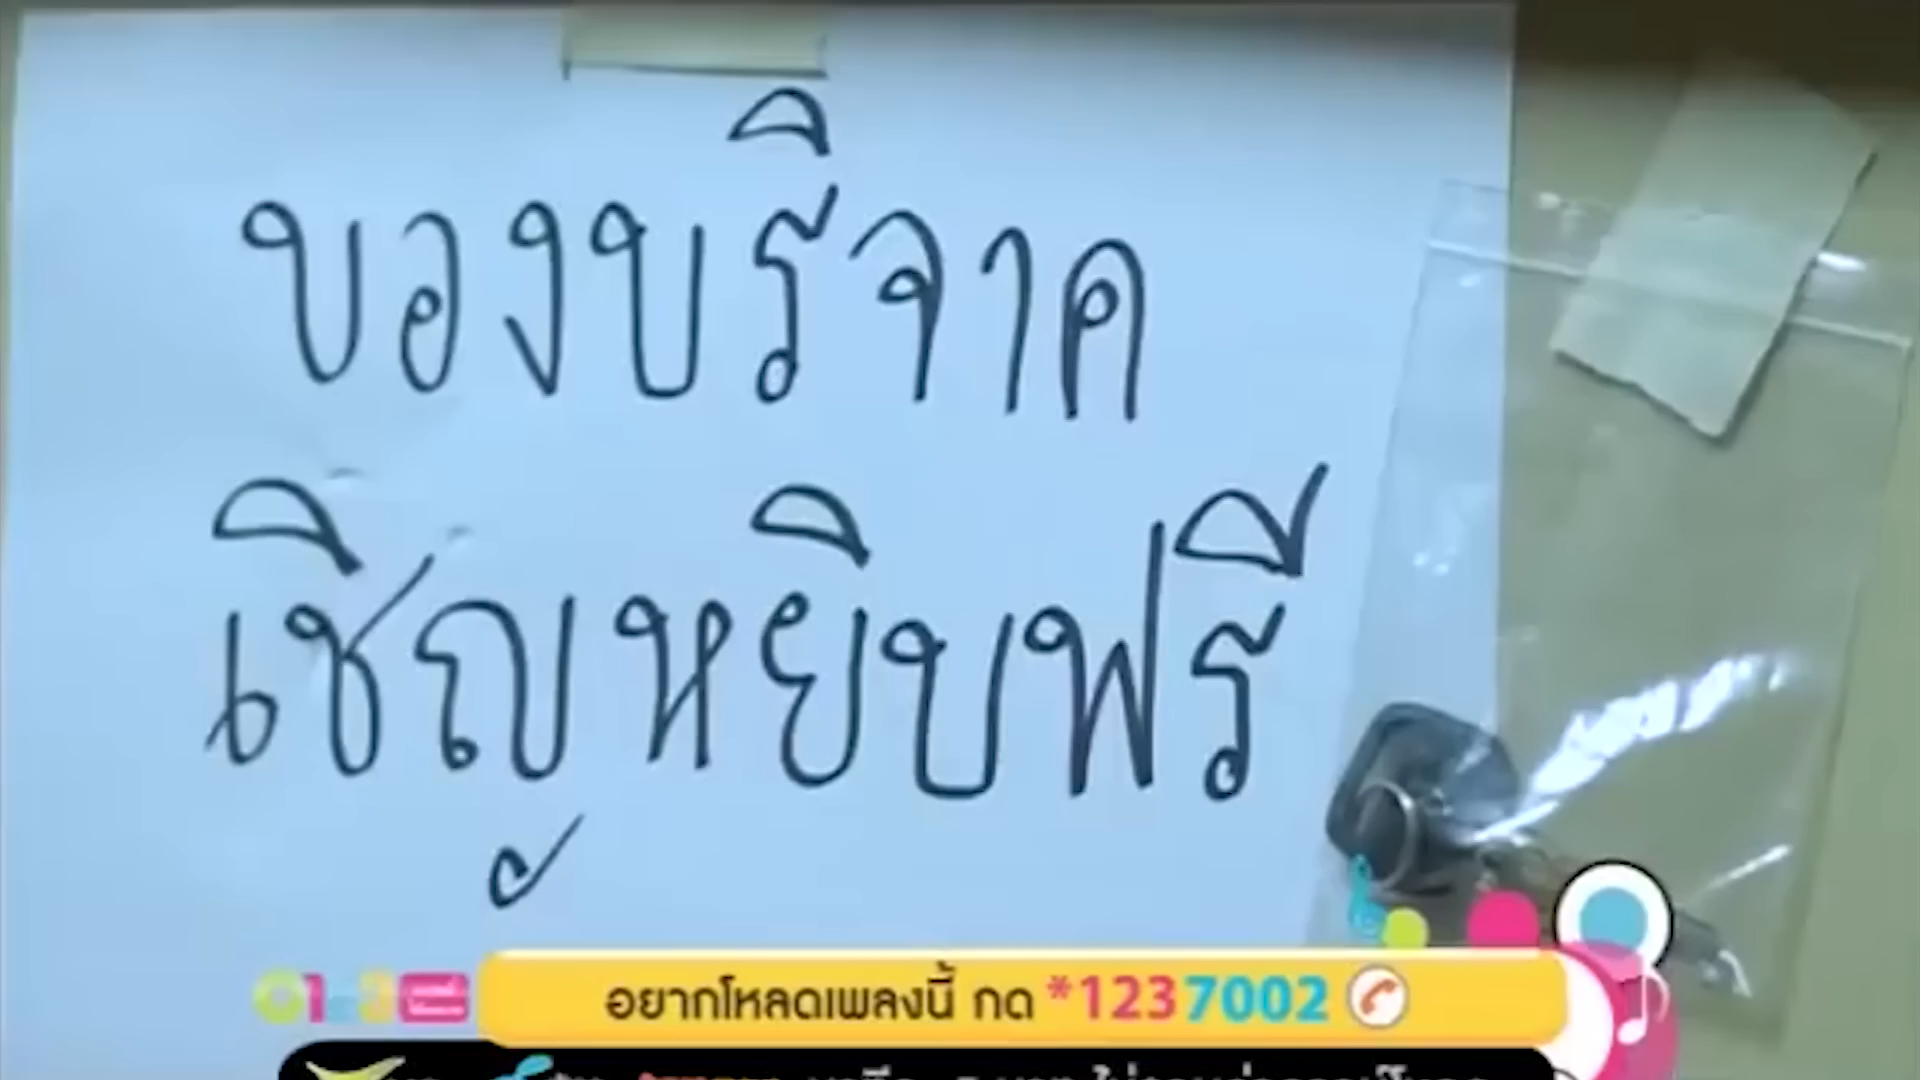 ของบริจาค
เชิญหยิบฟรี
อยากโหลดเพลงนี้ กด *1237002